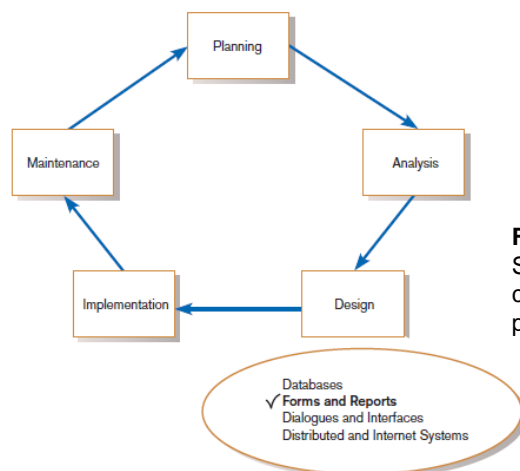 Planning
Maintenance
Analysis
Implementation
Design
Databases
✓ Forms and Reports
Dialogues and Interfaces
Distributed and Internet Systems